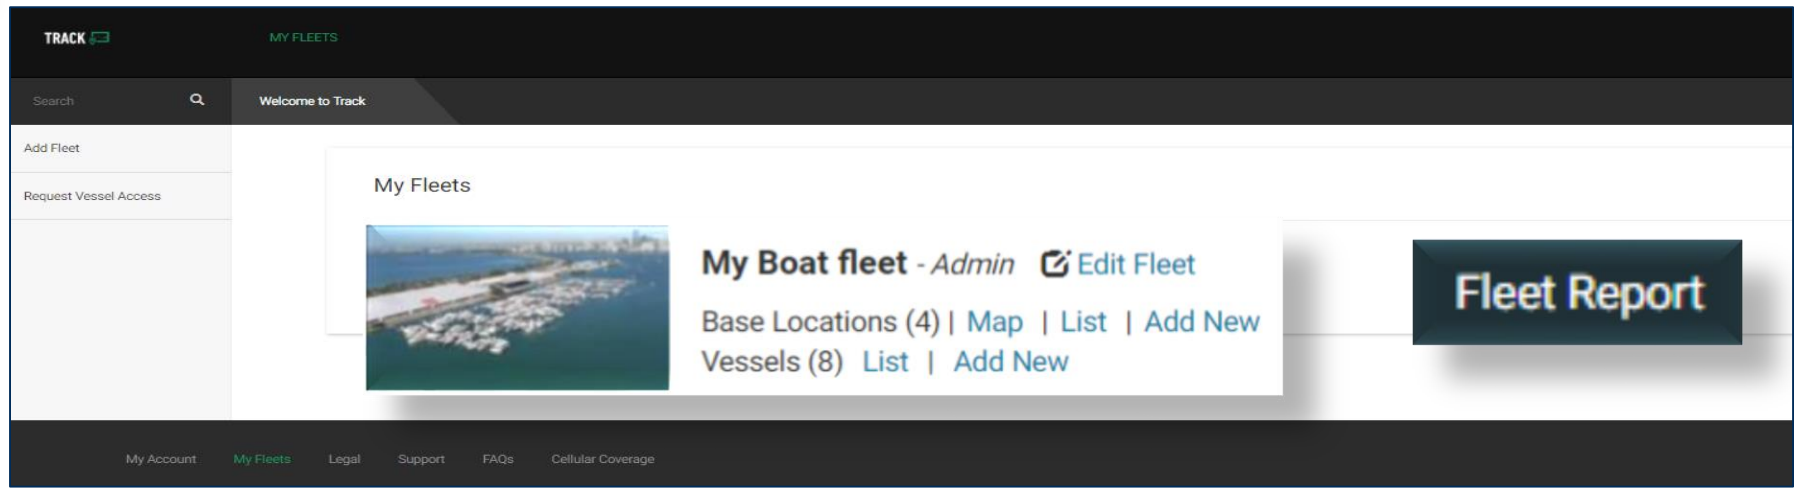 TRACK
MY FLEETS
Search
Welcome to Track
Add Fleet
Request Vessel Access
My Fleets
My Boat fleet - Admin Edit Fleet
Base Locations (4) | Map | List | Add New
Vessels (8) List | Add New
Fleet Report
My Account My Fleets Legal Support FAQs Cellular Coverage